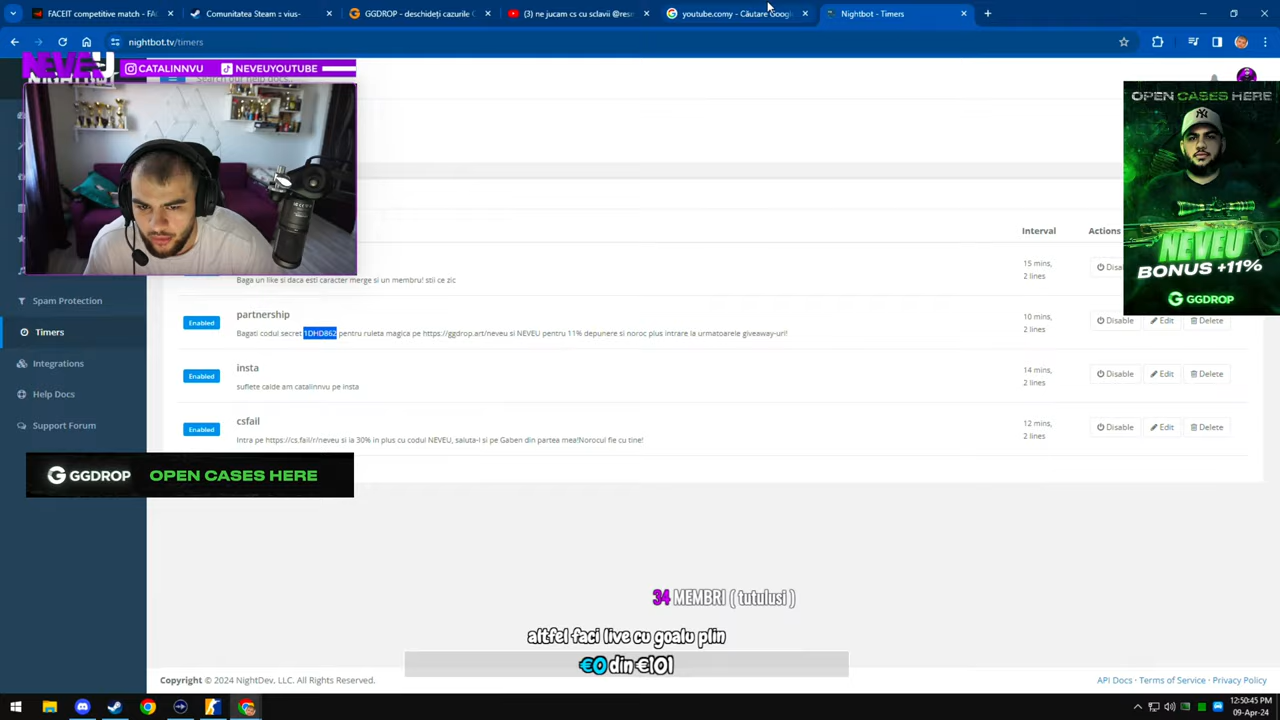 FACEIT competitive match -
Comunitatea Steam :: vius-
GGDROP - deschideți cazurile C
(3) ne jucam cs cu sclavii @res
youtube.comy - Căutare Google
Nightbot - Timers
nightbot.tv/timers
NEVEU
CATALINNVU
NEVEUYOUTUBE
OPEN CASES HERE
NEVEU
BONUS +11%
GGDROP
Interval
Actions
15 mins,
2 lines
Baga un like si daca esti caracter merge si un membru! stii ce zic
Spam Protection
Timers
Integrations
Help Docs
Support Forum
Enabled
partnership
Bagati codul secret 1DHD862 pentru ruleta magica pe https://ggdrop.art/neveu si NEVEU pentru 11% depunere si noroc plus intrare la urmatoarele giveaway-uri!
10 mins,
2 lines
Disable
Edit
Delete
Enabled
insta
suflete calde am catalinnvu pe insta
14 mins,
2 lines
Disable
Edit
Delete
Enabled
csfail
Intra pe https://cs.fail/r/neveu si ia 30% in plus cu codul NEVEU, saluta-l si pe Gaben din partea mea!Norocul fie cu tine!
12 mins,
2 lines
Disable
Edit
Delete
GGDROP OPEN CASES HERE
34 MEMBRI ( tutulusi )
altfel faci live cu goalu plin
€0 din €101
Copyright © 2024 NightDev, LLC. All Rights Reserved.
API Docs - Terms of Service - Privacy Policy
12:50:45
09-Apr-24